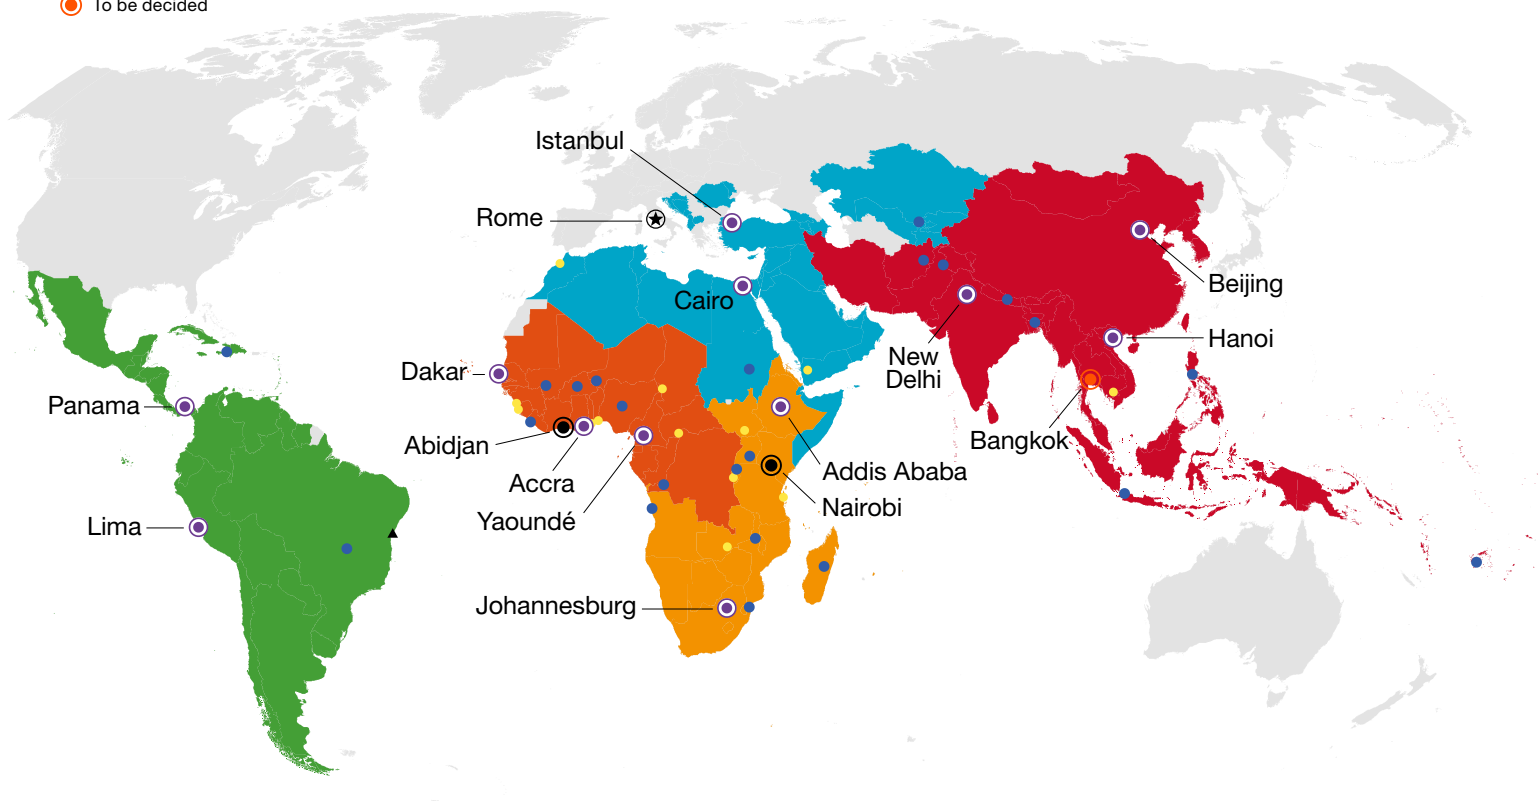 To be decided
Istanbul
Rome
Beijing
Cairo
Hanoi
New
Delhi
Dakar
Panama
Bangkok
Abidjan
Addis Ababa
Accra
Nairobi
Yaoundé
Lima
Johannesburg